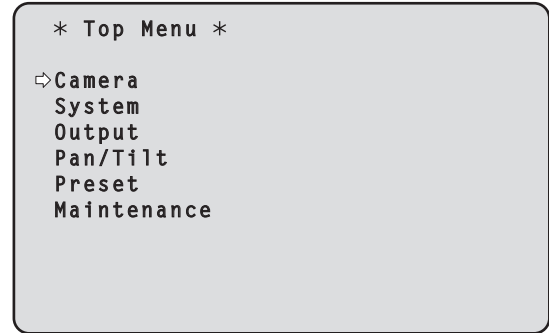 * Top Menu *
⇨Camera
System
Output
Pan/Tilt
Preset
Maintenance